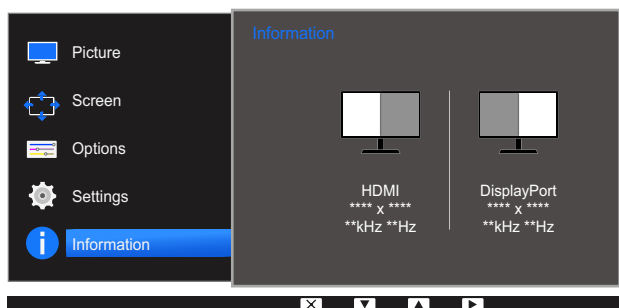 Information
Picture
Screen
Options
Settings
Information
HDMI
**** x ****
**kHz **Hz
DisplayPort
**** x ****
**kHz **Hz